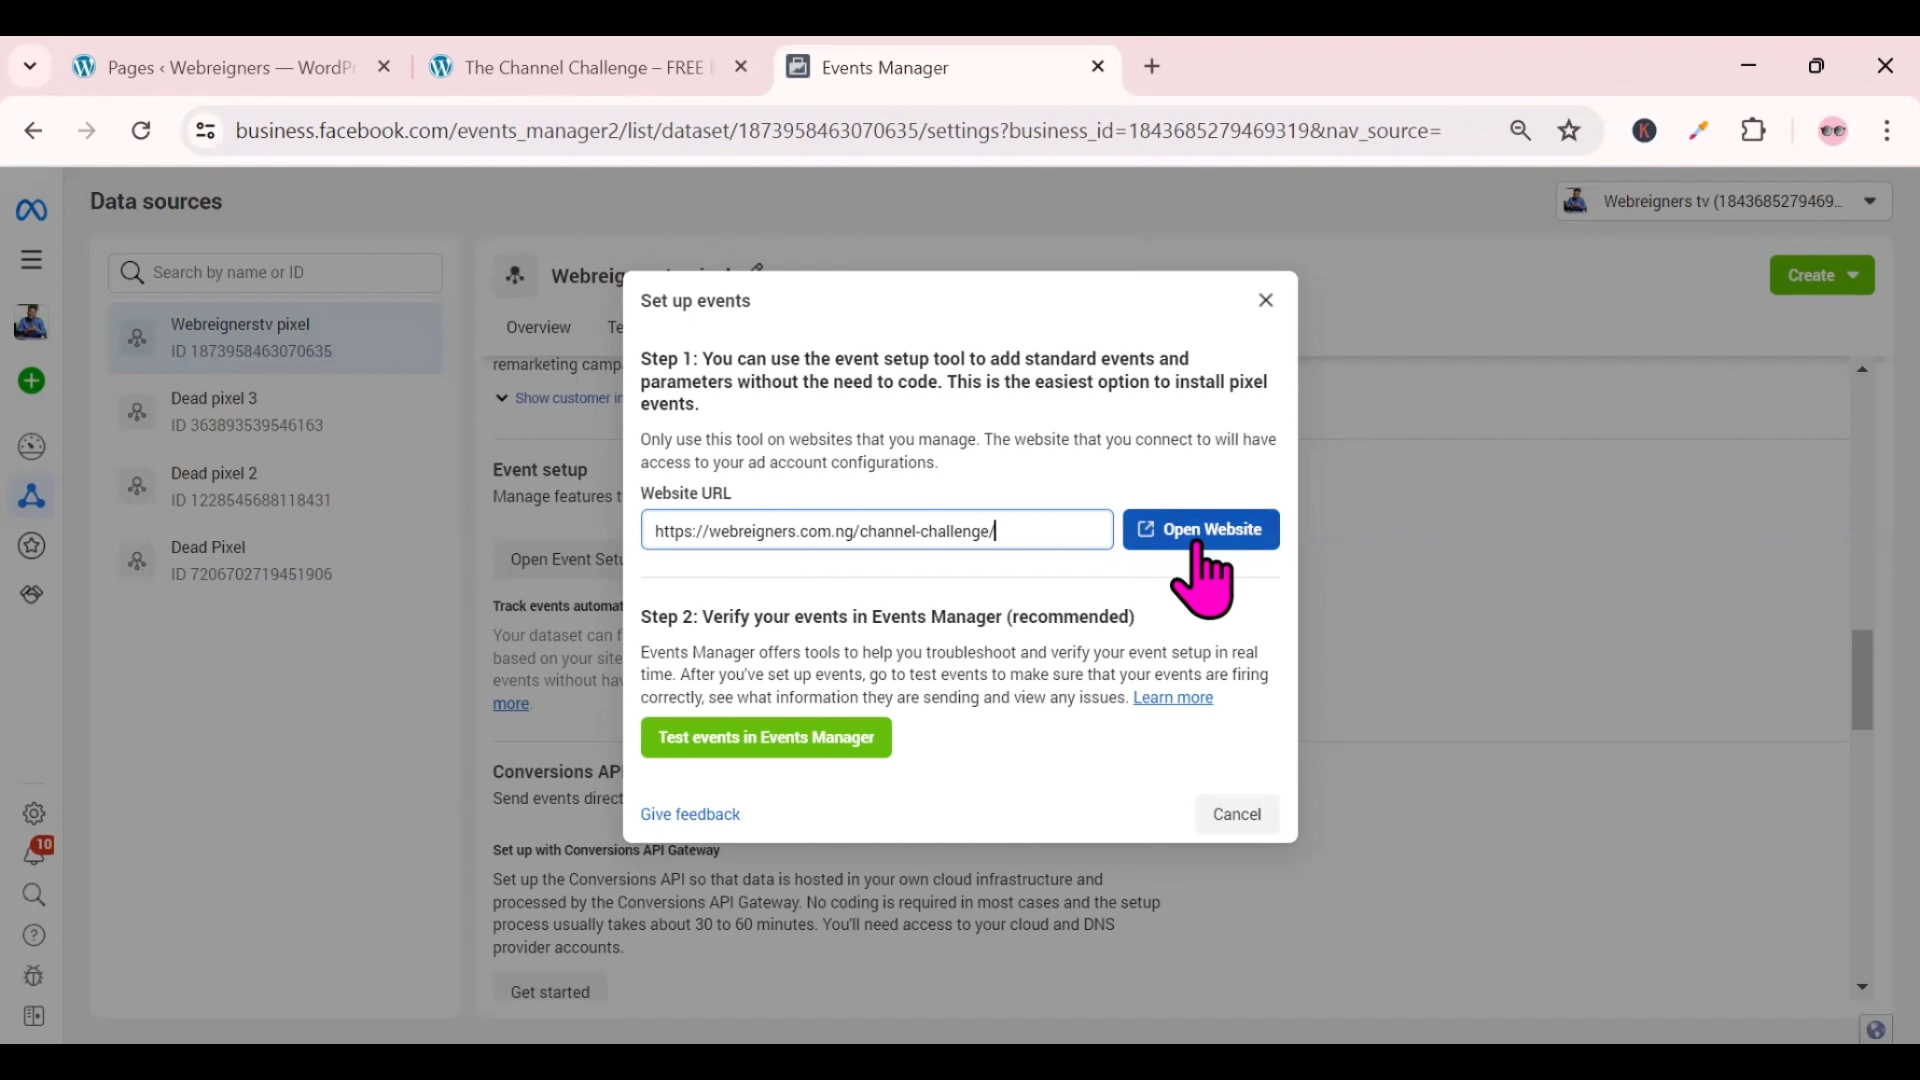 Pages ‹ Webreigners — WordPr
The Channel Challenge – FREE
Events Manager
business.facebook.com/events_manager2/list/dataset/1873958463070635/settings?business_id=1843685279469319&nav_source=
K
Data sources
Webreigners tv (1843685279469...
Search by name or ID
Webreignerstv pixel
ID 1873958463070635
Dead pixel 3
ID 363893539546163
Dead pixel 2
ID 1228545688118431
Dead Pixel
ID 7206702719451906
10
Webreig
Create
Overview
Te
remarketing camp
Show customer in
Event setup
Manage features t
Open Event Setu
Track events automat
Your dataset can f
based on your site
events without hav
more.
Conversions API
Send events direct
Set up with Conversions API Gateway
Set up the Conversions API so that data is hosted in your own cloud infrastructure and
processed by the Conversions API Gateway. No coding is required in most cases and the setup
process usually takes about 30 to 60 minutes. You'll need access to your cloud and DNS
provider accounts.
Get started
Set up events
Step 1: You can use the event setup tool to add standard events and
parameters without the need to code. This is the easiest option to install pixel
events.
Only use this tool on websites that you manage. The website that you connect to will have
access to your ad account configurations.
Website URL
https://webreigners.com.ng/channel-challenge/
Open Website
Step 2: Verify your events in Events Manager (recommended)
Events Manager offers tools to help you troubleshoot and verify your event setup in real
time. After you've set up events, go to test events to make sure that your events are firing
correctly, see what information they are sending and view any issues. Learn more
Test events in Events Manager
Give feedback
Cancel